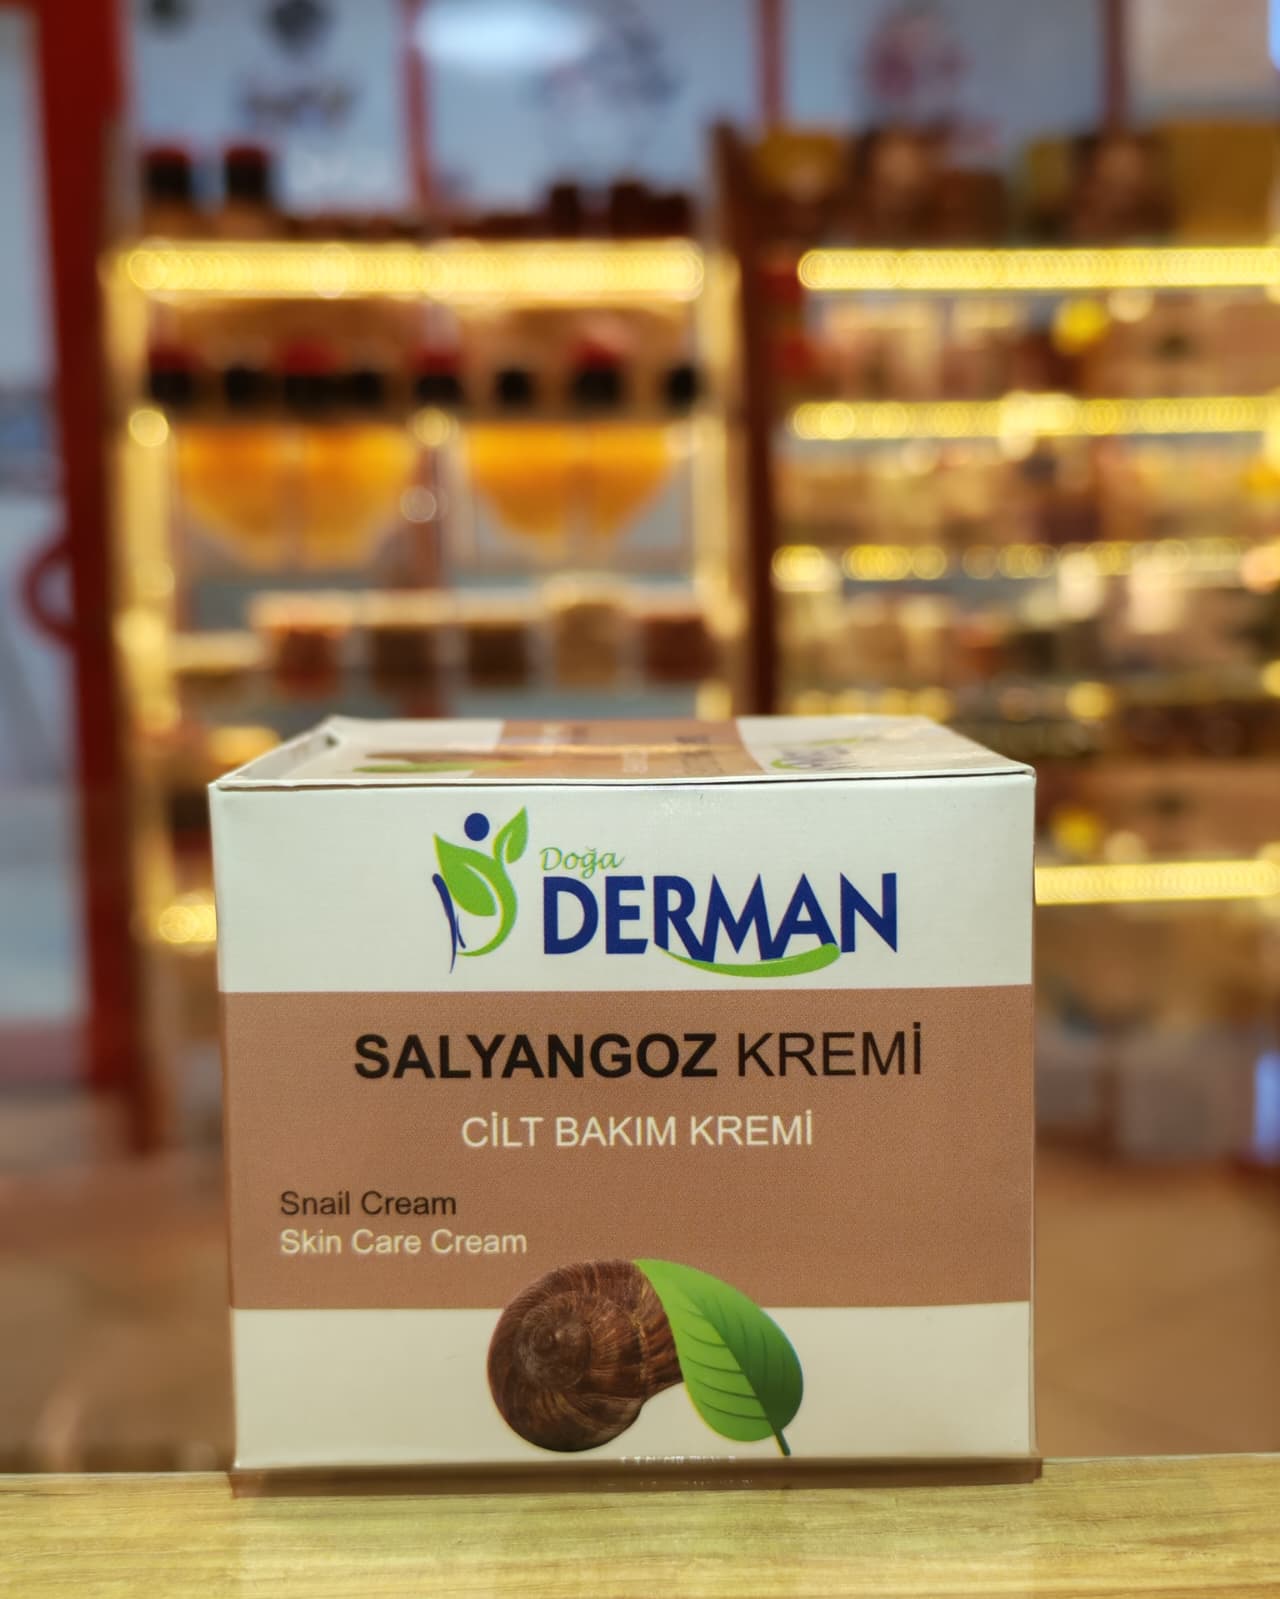 Doğa
DERMAN
SALYANGOZ KREMİ
CİLT BAKIM KREMİ
Snail Cream
Skin Care Cream